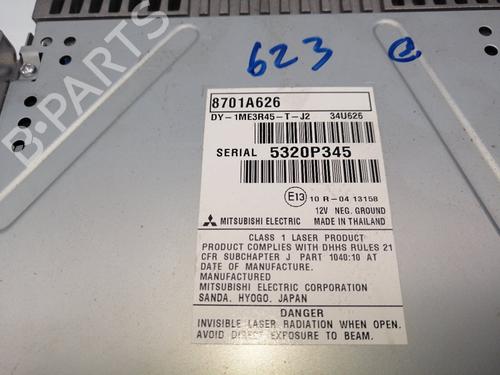 623 C
8701A626
DY-1ME3R45-T-J2 34U626
SERIAL 5320P345
E13 10 R-04 13158
12V NEG. GROUND
MITSUBISHI ELECTRIC MADE IN THAILAND
CLASS 1 LASER PRODUCT
PRODUCT COMPLIES WITH DHHS RULES 21
CFR SUBCHAPTER J PART 1040:10 AT
DATE OF MANUFACTURE.
MANUFACTURED
MITSUBISHI ELECTRIC CORPORATION
SANDA, HYOGO, JAPAN
DANGER
INVISIBLE LASER RADIATION WHEN OPEN.
AVOID DIRECT EXPOSURE TO BEAM.
B-PARTS